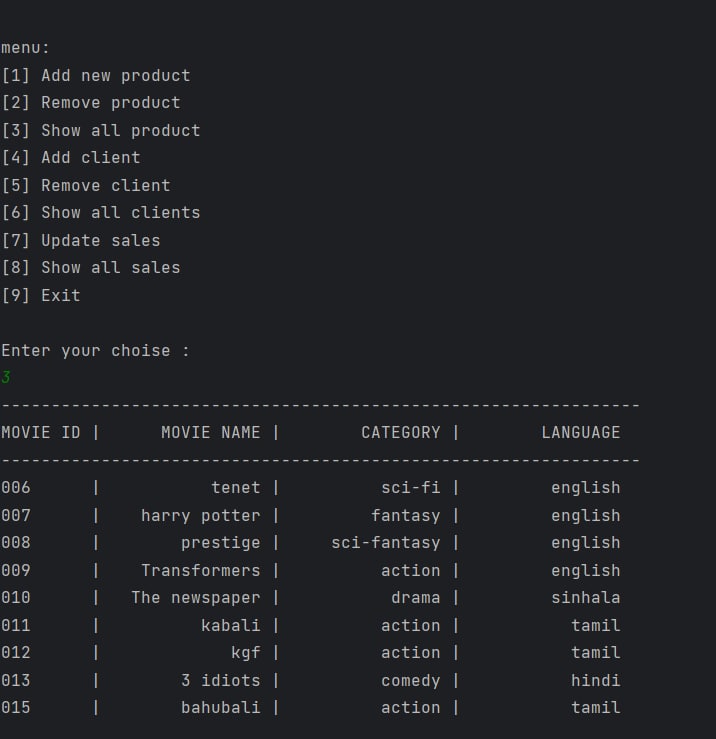 menu:
[1] Add new product
[2] Remove product
[3] Show all product
[4] Add client
[5] Remove client
[6] Show all clients
[7] Update sales
[8] Show all sales
[9] Exit
Enter your choise :
3
----------------------------------------------------------------
MOVIE ID |      MOVIE NAME |        CATEGORY |        LANGUAGE
----------------------------------------------------------------
006      |           tenet |          sci-fi |         english
007      |    harry potter |         fantasy |         english
008      |        prestige |     sci-fantasy |         english
009      |    Transformers |          action |         english
010      |   The newspaper |           drama |         sinhala
011      |          kabali |          action |           tamil
012      |             kgf |          action |           tamil
013      |        3 idiots |          comedy |           hindi
015      |        bahubali |          action |           tamil